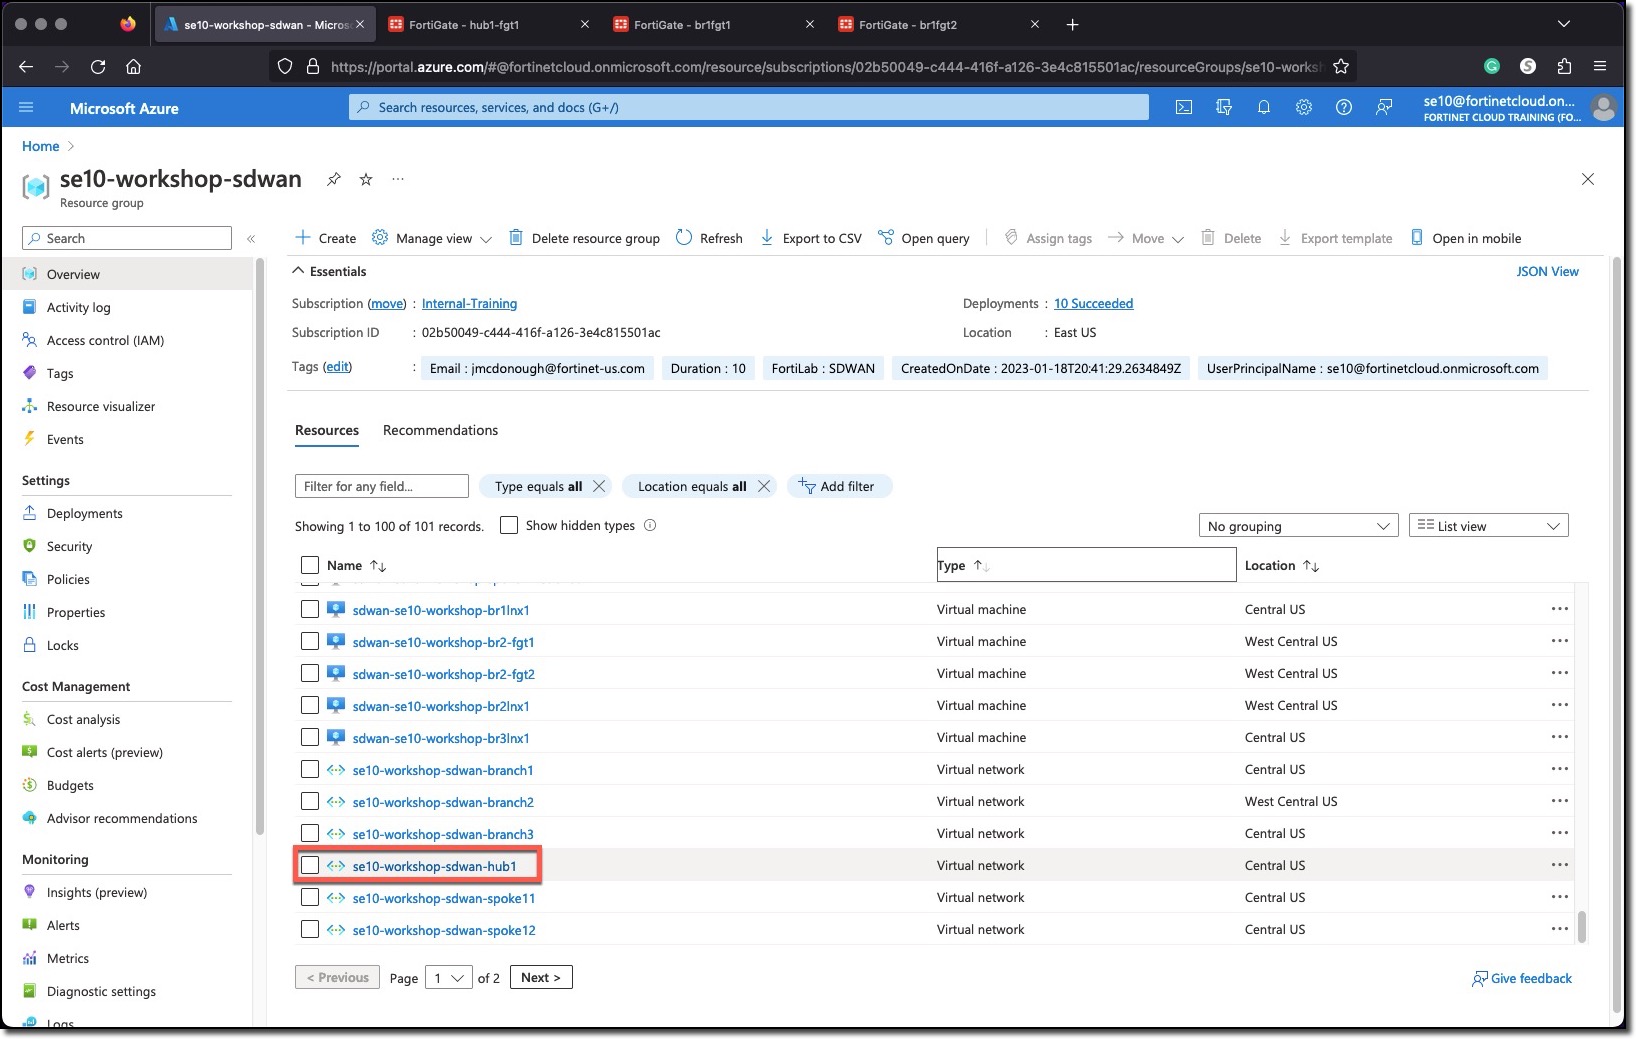 se10-workshop-sdwan - Micros
FortiGate - hub1-fgt1
FortiGate - br1fgt1
FortiGate - br1fgt2
https://portal.azure.com/#@fortinetcloud.onmicrosoft.com/resource/subscriptions/02b50049-c444-416f-a126-3e4c815501ac/resourceGroups/se10-works
Microsoft Azure
Search resources, services, and docs (G+/)
se10@fortinetcloud.on...
FORTINET CLOUD TRAINING (FO...
Home
se10-workshop-sdwan
Resource group
Search
Overview
Activity log
Access control (IAM)
Tags
Resource visualizer
Events
Settings
Deployments
Security
Policies
Properties
Locks
Cost Management
Cost analysis
Cost alerts (preview)
Budgets
Advisor recommendations
Monitoring
Insights (preview)
Alerts
Metrics
Diagnostic settings
Logs
Create Manage view Delete resource group Refresh Export to CSV Open query Assign tags Move Delete Export template Open in mobile
Essentials JSON View
Subscription (move) : Internal-Training Deployments : 10 Succeeded
Subscription ID : 02b50049-c444-416f-a126-3e4c815501ac Location : East US
Tags (edit) : Email : jmcdonough@fortinet-us.com Duration : 10 FortiLab : SDWAN CreatedOnDate : 2023-01-18T20:41:29.2634849Z UserPrincipalName : se10@fortinetcloud.onmicrosoft.com
Resources Recommendations
Filter for any field... Type equals all Location equals all Add filter
Showing 1 to 100 of 101 records. Show hidden types No grouping List view
Name Type Location
sdwan-se10-workshop-br1lnx1 Virtual machine Central US
sdwan-se10-workshop-br2-fgt1 Virtual machine West Central US
sdwan-se10-workshop-br2-fgt2 Virtual machine West Central US
sdwan-se10-workshop-br2lnx1 Virtual machine West Central US
sdwan-se10-workshop-br3lnx1 Virtual machine Central US
se10-workshop-sdwan-branch1 Virtual network Central US
se10-workshop-sdwan-branch2 Virtual network West Central US
se10-workshop-sdwan-branch3 Virtual network Central US
se10-workshop-sdwan-hub1 Virtual network Central US
se10-workshop-sdwan-spoke11 Virtual network Central US
se10-workshop-sdwan-spoke12 Virtual network Central US
< Previous Page 1 of 2 Next > Give feedback